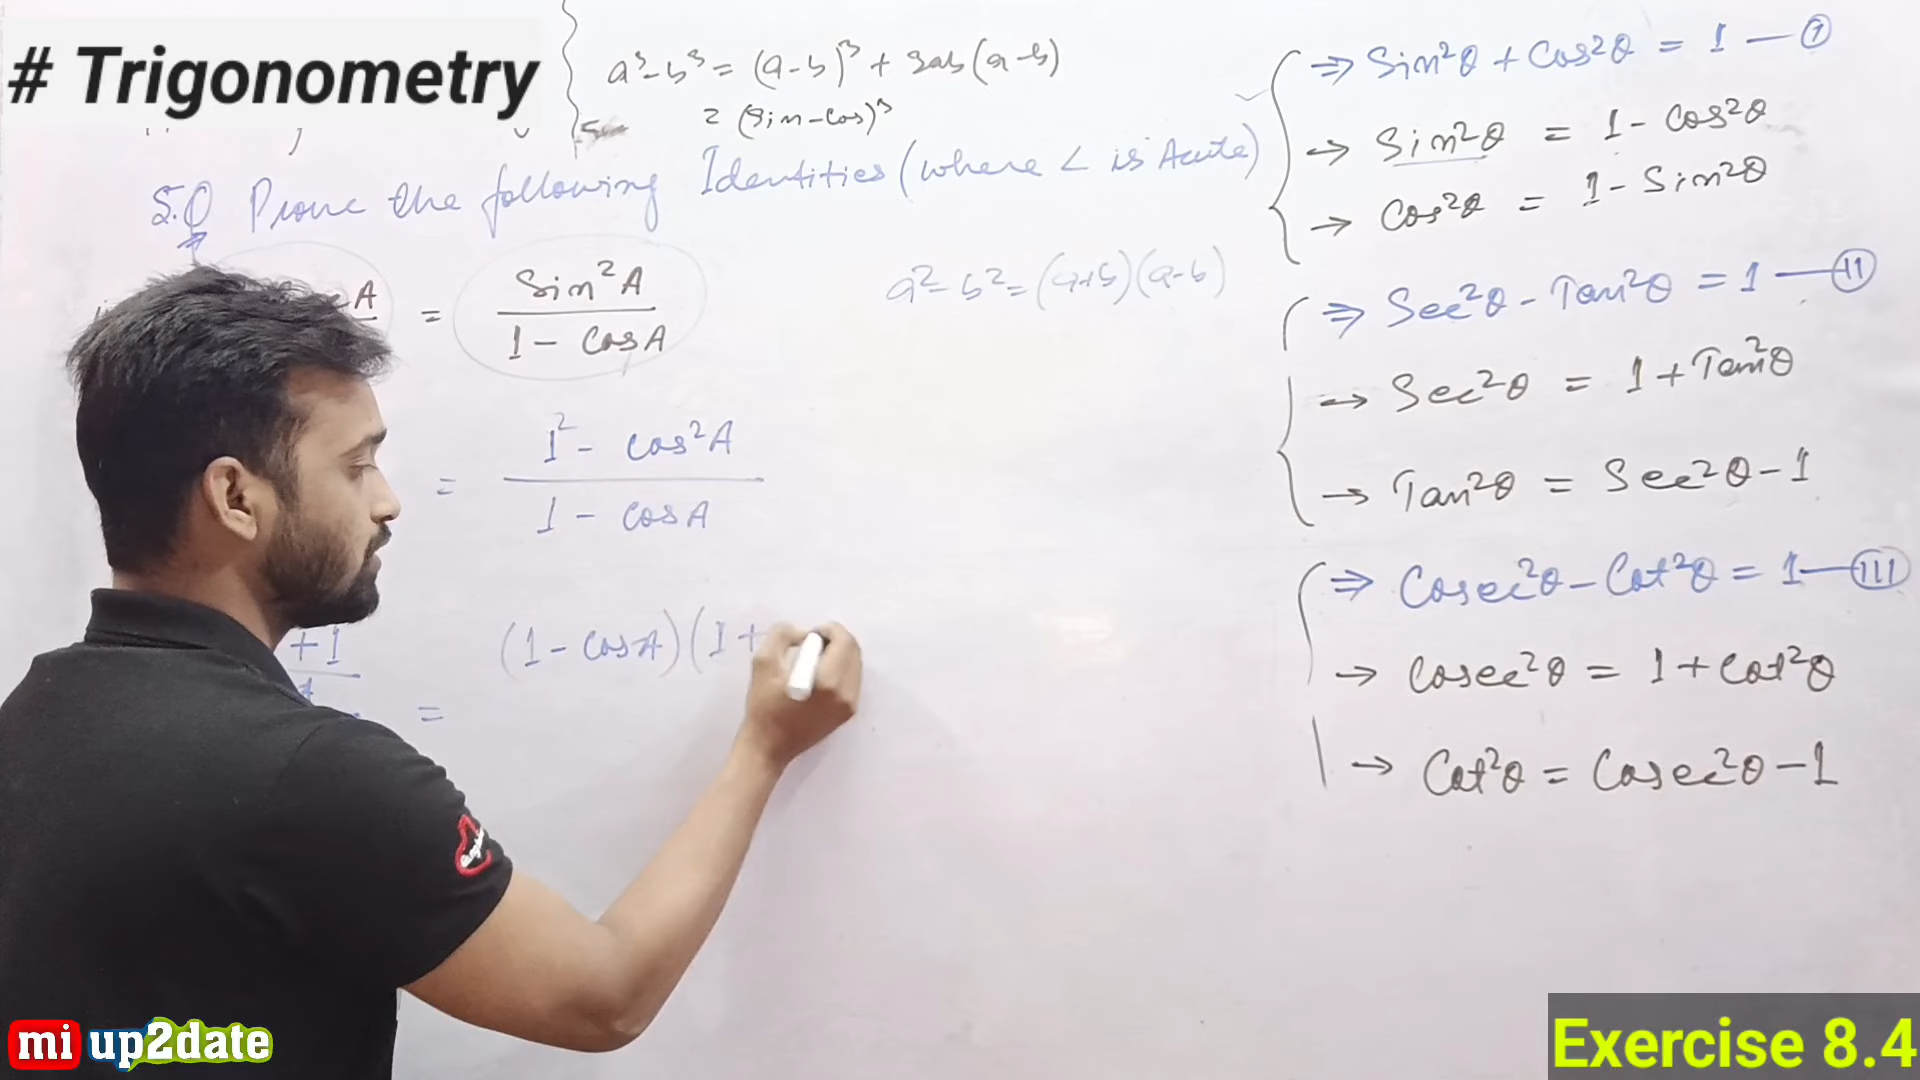 # Trigonometry
a³-b³ = (a-b)³ + 3ab(a-b)
= (Sin-Cos)³
5.Q Prove the following Identities (where ∠ is Acute)
A = Sin²A / 1 - CosA
a²-b² = (a+b)(a-b)
= 1² - cos²A / 1 - cosA
+1
= (1 - cosA)(1 +
⇒ Sin²θ + Cos²θ = 1 — I
→ Sin²θ = 1 - Cos²θ
→ Cos²θ = 1 - Sin²θ
⇒ Sec²θ - Tan²θ = 1 — II
→ Sec²θ = 1 + Tan²θ
→ Tan²θ = Sec²θ - 1
⇒ Cosec²θ - Cot²θ = 1 — III
→ Cosec²θ = 1 + Cot²θ
→ Cot²θ = Cosec²θ - 1
mi up2date
Exercise 8.4